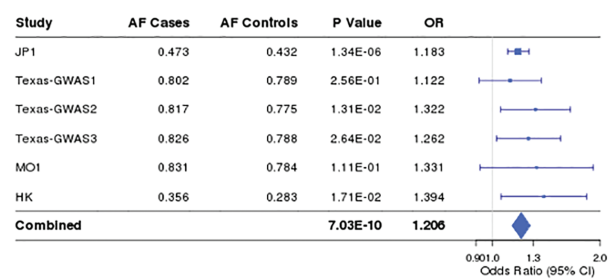 Study AF Cases AF Controls P Value OR
JP1 0.473 0.432 1.34E-06 1.183
Texas-GWAS1 0.802 0.789 2.56E-01 1.122
Texas-GWAS2 0.817 0.775 1.31E-02 1.322
Texas-GWAS3 0.826 0.788 2.64E-02 1.262
MO1 0.831 0.784 1.11E-01 1.331
HK 0.356 0.283 1.71E-02 1.394
Combined 7.03E-10 1.206
0.901.0 1.3 2.0
Odds Ratio (95% CI)